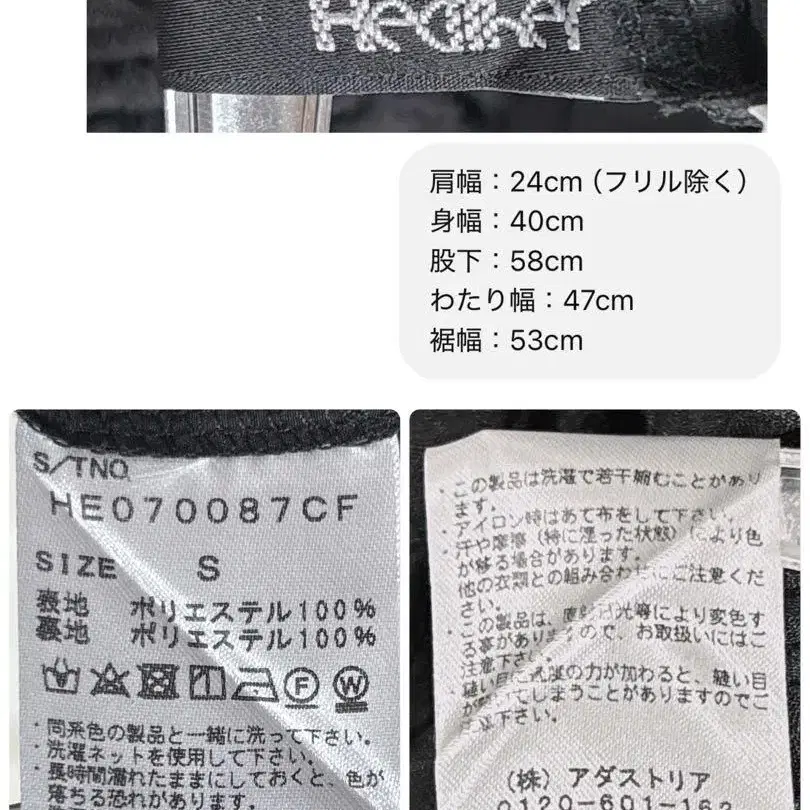 Heather
肩幅：24cm（フリル除く）
身幅：40cm
股下：58cm
わたり幅：47cm
裾幅：53cm
S/TNO
HE070087CF
SIZE S
表地 ポリエステル100%
裏地 ポリエステル100%
F W
・同系色の製品と一緒に洗って下さい。
・洗濯ネットを使用して下さい。
・長時間濡れたままにしておくと、色が
落ちる恐れがあります
・この製品は洗濯で若干縮むことがあり
ます。
・アイロン時はあて布をして下さい。
・汗や摩擦（特に湿った状態）により色
が移る場合があります。
他の衣類との組み合わせにご注意くだ
さい。
・この製品は、直射日光等により変色す
る事がありますので、お取扱いにはご
注意下さい。
・縫い目に の力が加わると、縫い目
が してしまうことがありますのでご
下さい。
（株）アダストリア
0120-601-